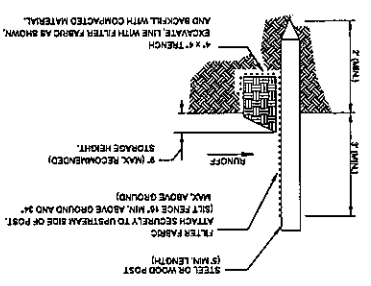 STEEL OR WOOD POST
(5' MIN. LENGTH)
FILTER FABRIC
ATTACH SECURELY TO UPSTREAM SIDE OF POST.
(SILT FENCE 16" MIN. ABOVE GROUND AND 34"
MAX. ABOVE GROUND)
3' (MIN.)
RUNOFF
9" (MAX. RECOMMENDED)
STORAGE HEIGHT.
2' (MIN.)
4" x 4" TRENCH
EXCAVATE, LINE WITH FILTER FABRIC AS SHOWN,
AND BACKFILL WITH COMPACTED MATERIAL.